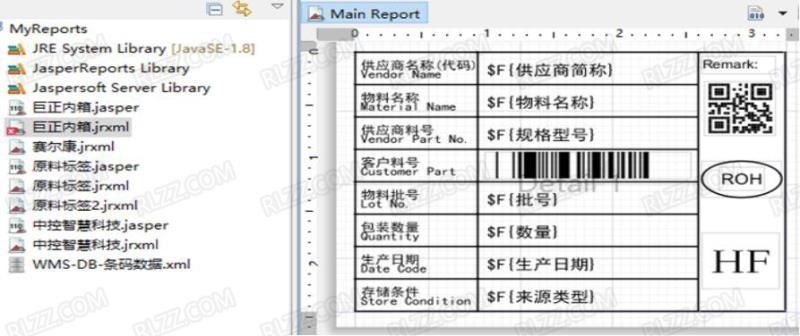 MyReports
JRE System Library [JavaSE-1.8]
JasperReports Library
Jaspersoft Server Library
巨正内箱.jasper
巨正内箱.jrxml
赛尔康.jrxml
原料标签.jasper
原料标签.jrxml
原料标签2.jrxml
中控智慧科技.jasper
中控智慧科技.jrxml
WMS-DB-条码数据.xml
Main Report
0 1 2 3
供应商名称(代码)
Vendor Name
$F{供应商简称}
Remark:
物料名称
Material Name
$F{物料名称}
供应商料号
Vendor Part No.
$F{规格型号}
客户料号
Customer Part
Detail 1
ROH
物料批号
Lot No.
$F{批号}
包装数量
Quantity
$F{数量}
生产日期
Date Code
$F{生产日期}
HF
存储条件
Store Condition
$F{来源类型}
RLZZ.COM